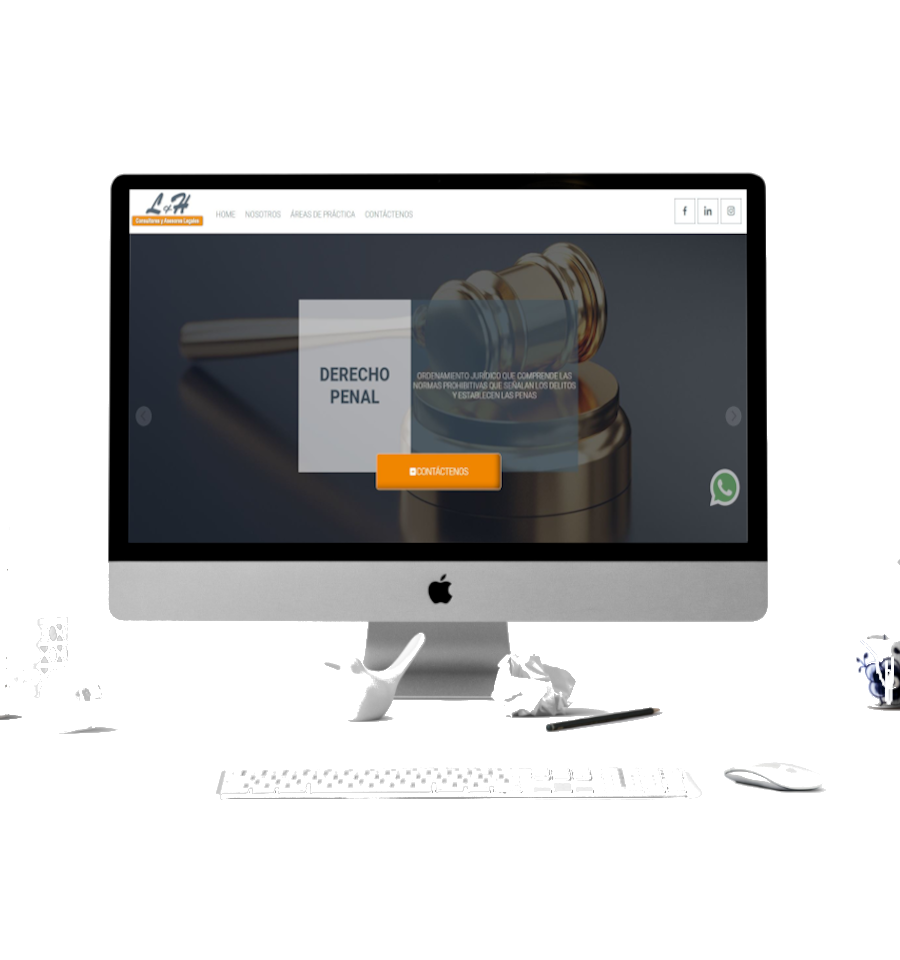 L & H
Consultores y Asesores Legales
HOME NOSOTROS ÁREAS DE PRÁCTICA CONTÁCTENOS
DERECHO
PENAL
ORDENAMIENTO JURÍDICO QUE COMPRENDE LAS
NORMAS PROHIBITIVAS QUE SEÑALAN LOS DELITOS
Y ESTABLECEN LAS PENAS
CONTÁCTENOS